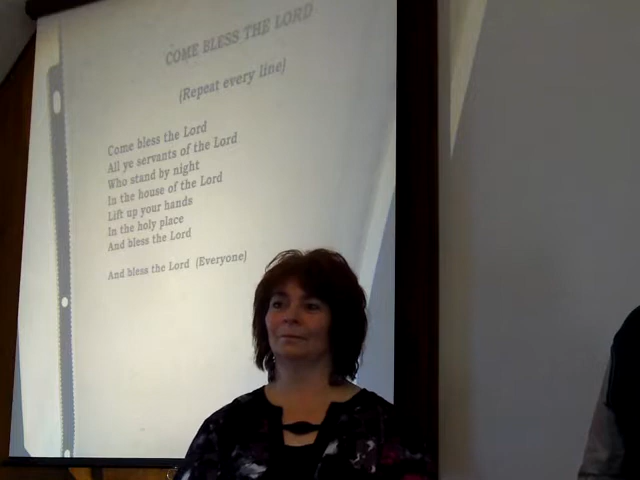 COME BLESS THE LORD
(Repeat every line)
Come bless the Lord
All ye servants of the Lord
Who stand by night
In the house of the Lord
Lift up your hands
In the holy place
And bless the Lord
And bless the Lord (Everyone)